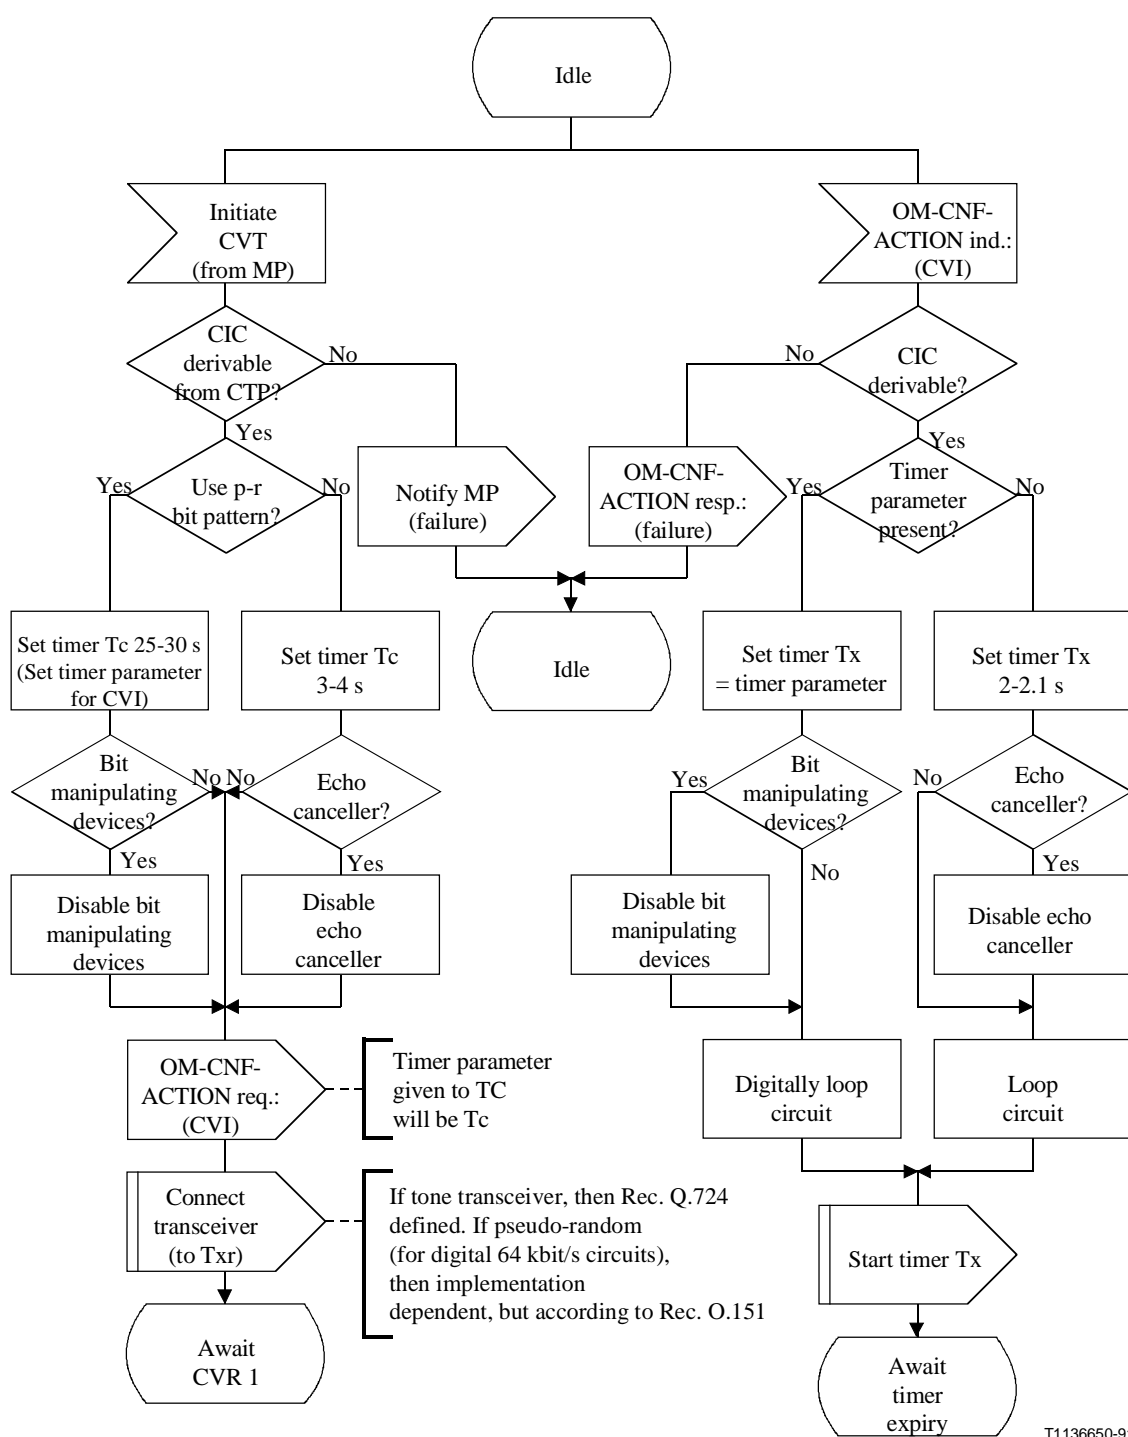 Idle
Initiate
CVT
(from MP)
OM-CNF-
ACTION ind.:
(CVI)
CIC
derivable
from CTP?
No
Yes
No
CIC
derivable?
Yes
Yes
Use p-r
bit pattern?
No
Notify MP
(failure)
OM-CNF-
ACTION resp.:
(failure)
Yes
Timer
parameter
present?
No
Set timer Tc 25-30 s
(Set timer parameter
for CVI)
Set timer Tc
3-4 s
Idle
Set timer Tx
= timer parameter
Set timer Tx
2-2.1 s
Bit
manipulating
devices?
No
No
Echo
canceller?
Yes
Bit
manipulating
devices?
No
Echo
canceller?
Yes
Yes
No
Yes
Disable bit
manipulating
devices
Disable
echo
canceller
Disable bit
manipulating
devices
Disable echo
canceller
OM-CNF-
ACTION req.:
(CVI)
Timer parameter
given to TC
will be Tc
Digitally loop
circuit
Loop
circuit
Connect
transceiver
(to Txr)
If tone transceiver, then Rec. Q.724
defined. If pseudo-random
(for digital 64 kbit/s circuits),
then implementation
dependent, but according to Rec. O.151
Start timer Tx
Await
CVR 1
Await
timer
expiry